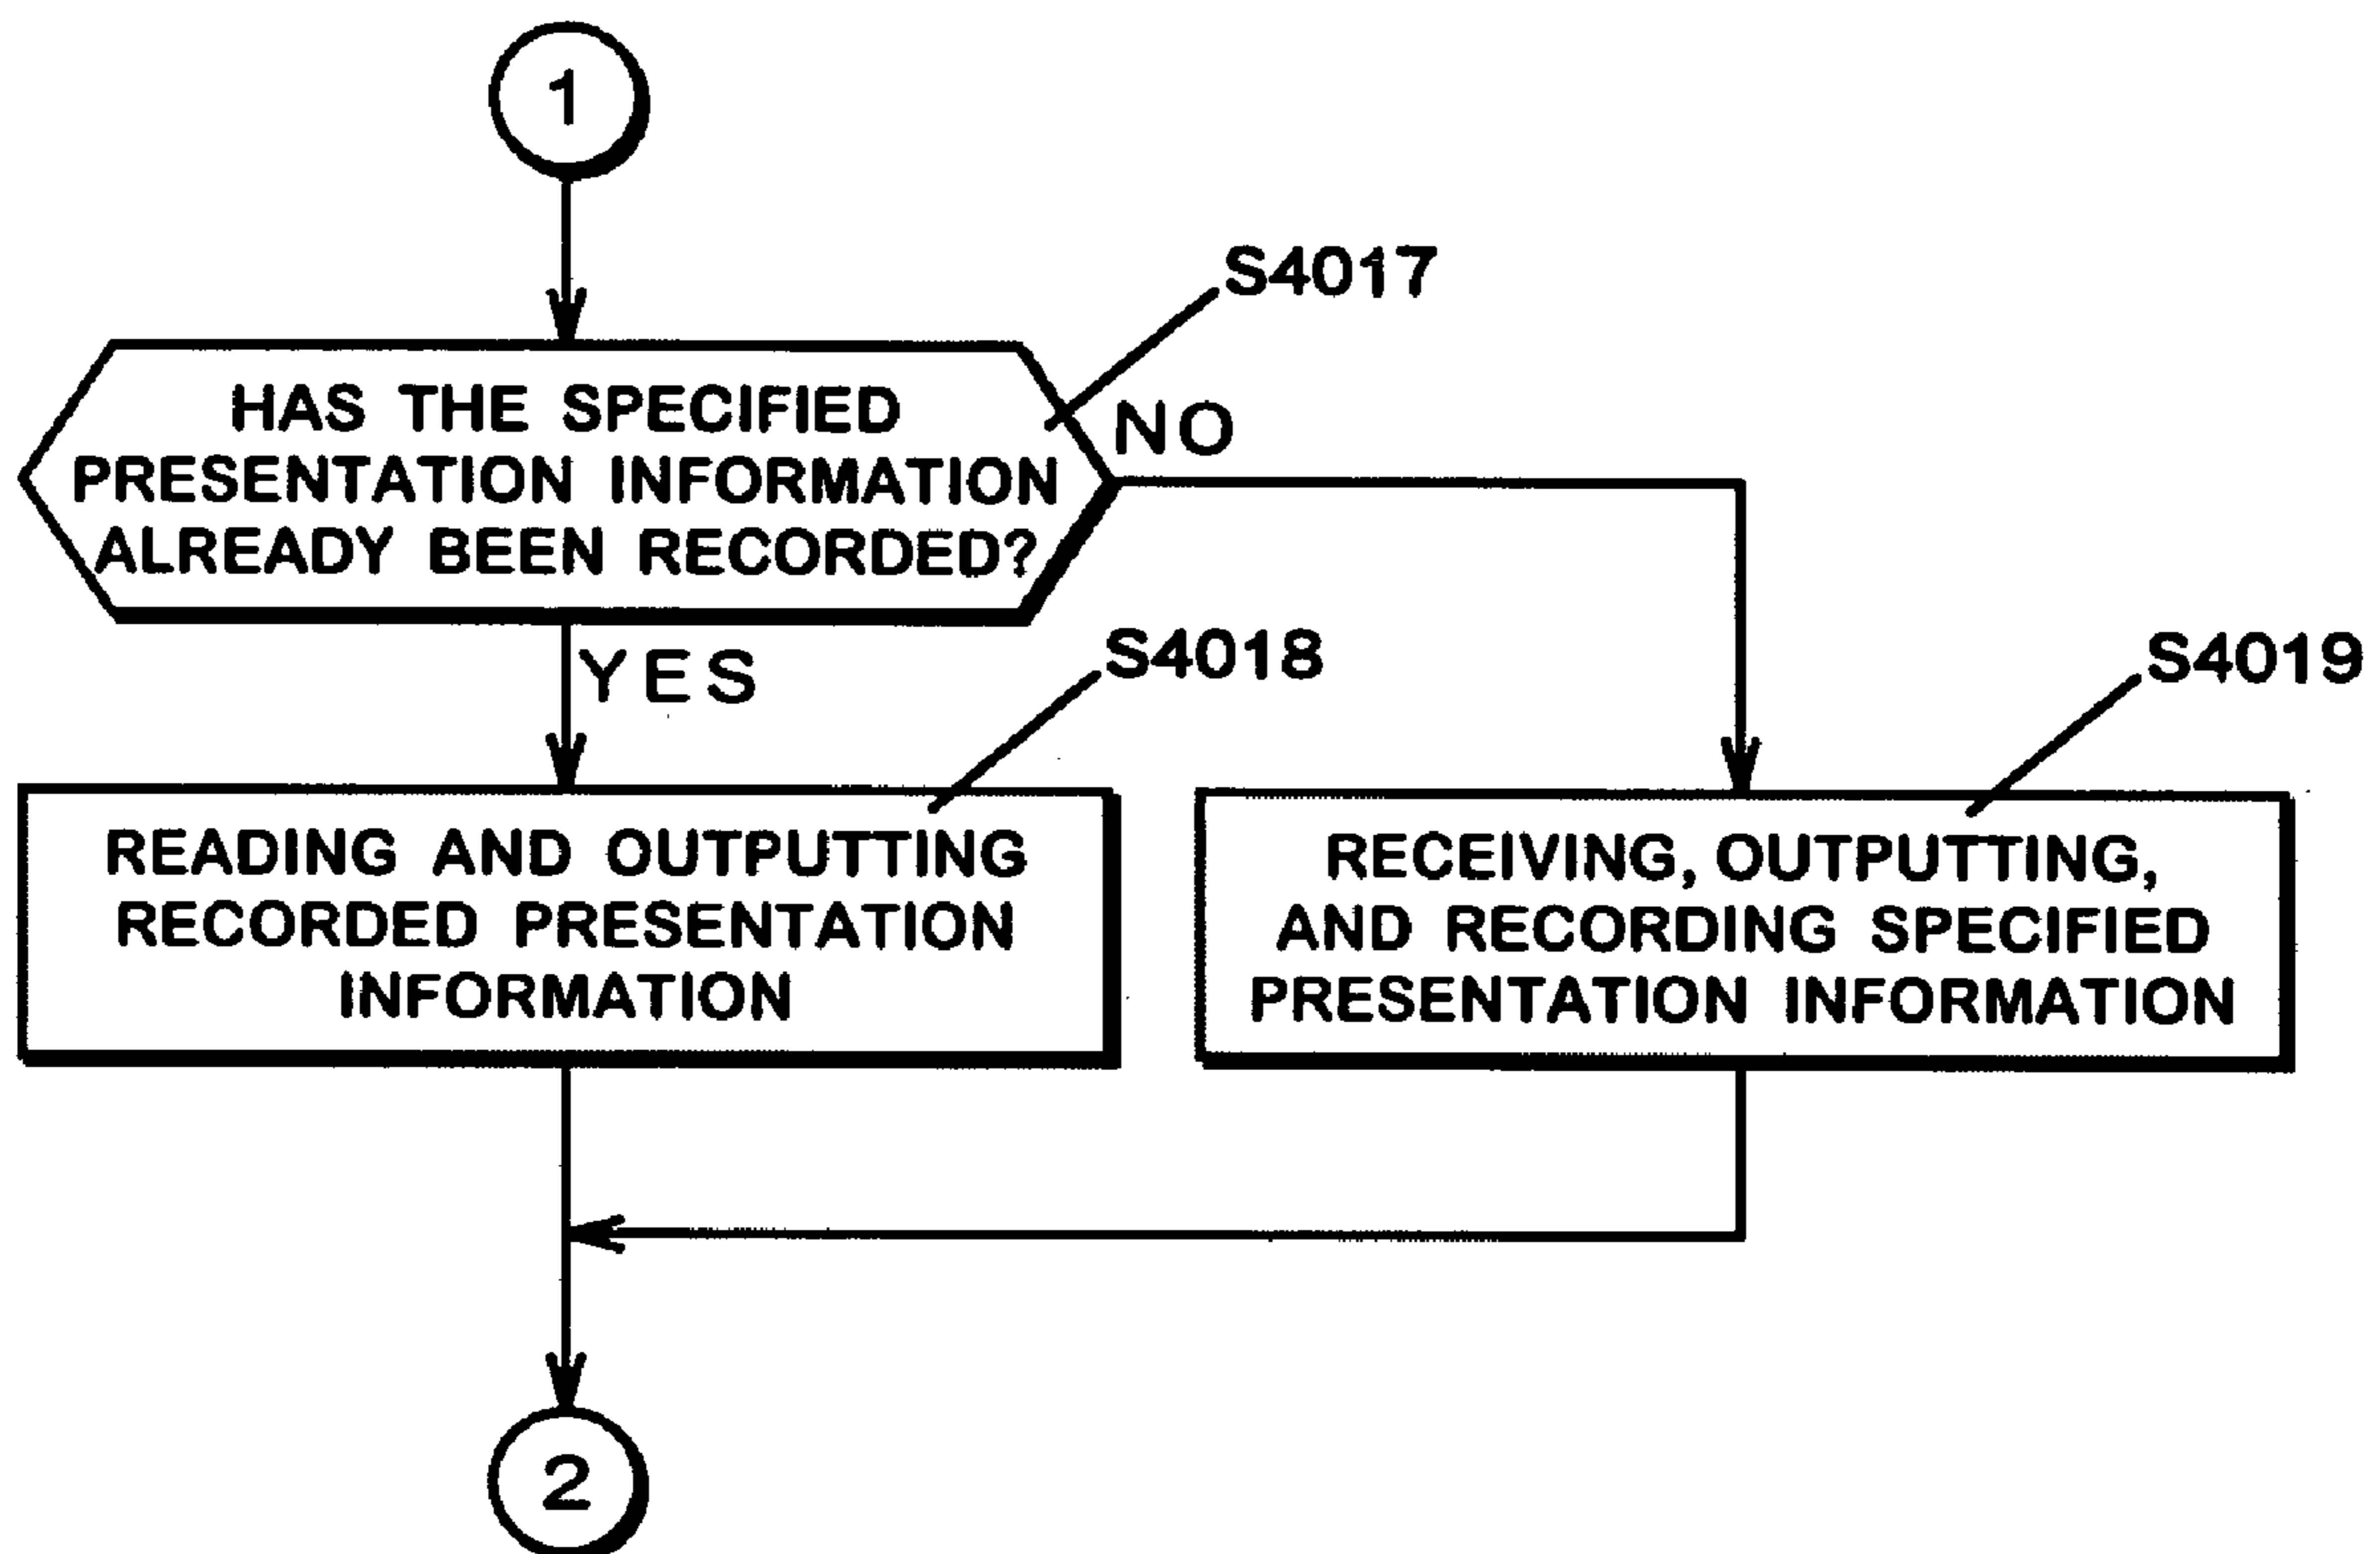 1
S4017
HAS THE SPECIFIED
PRESENTATION INFORMATION
ALREADY BEEN RECORDED?
NO
YES
S4018
S4019
READING AND OUTPUTTING
RECORDED PRESENTATION
INFORMATION
RECEIVING, OUTPUTTING,
AND RECORDING SPECIFIED
PRESENTATION INFORMATION
2